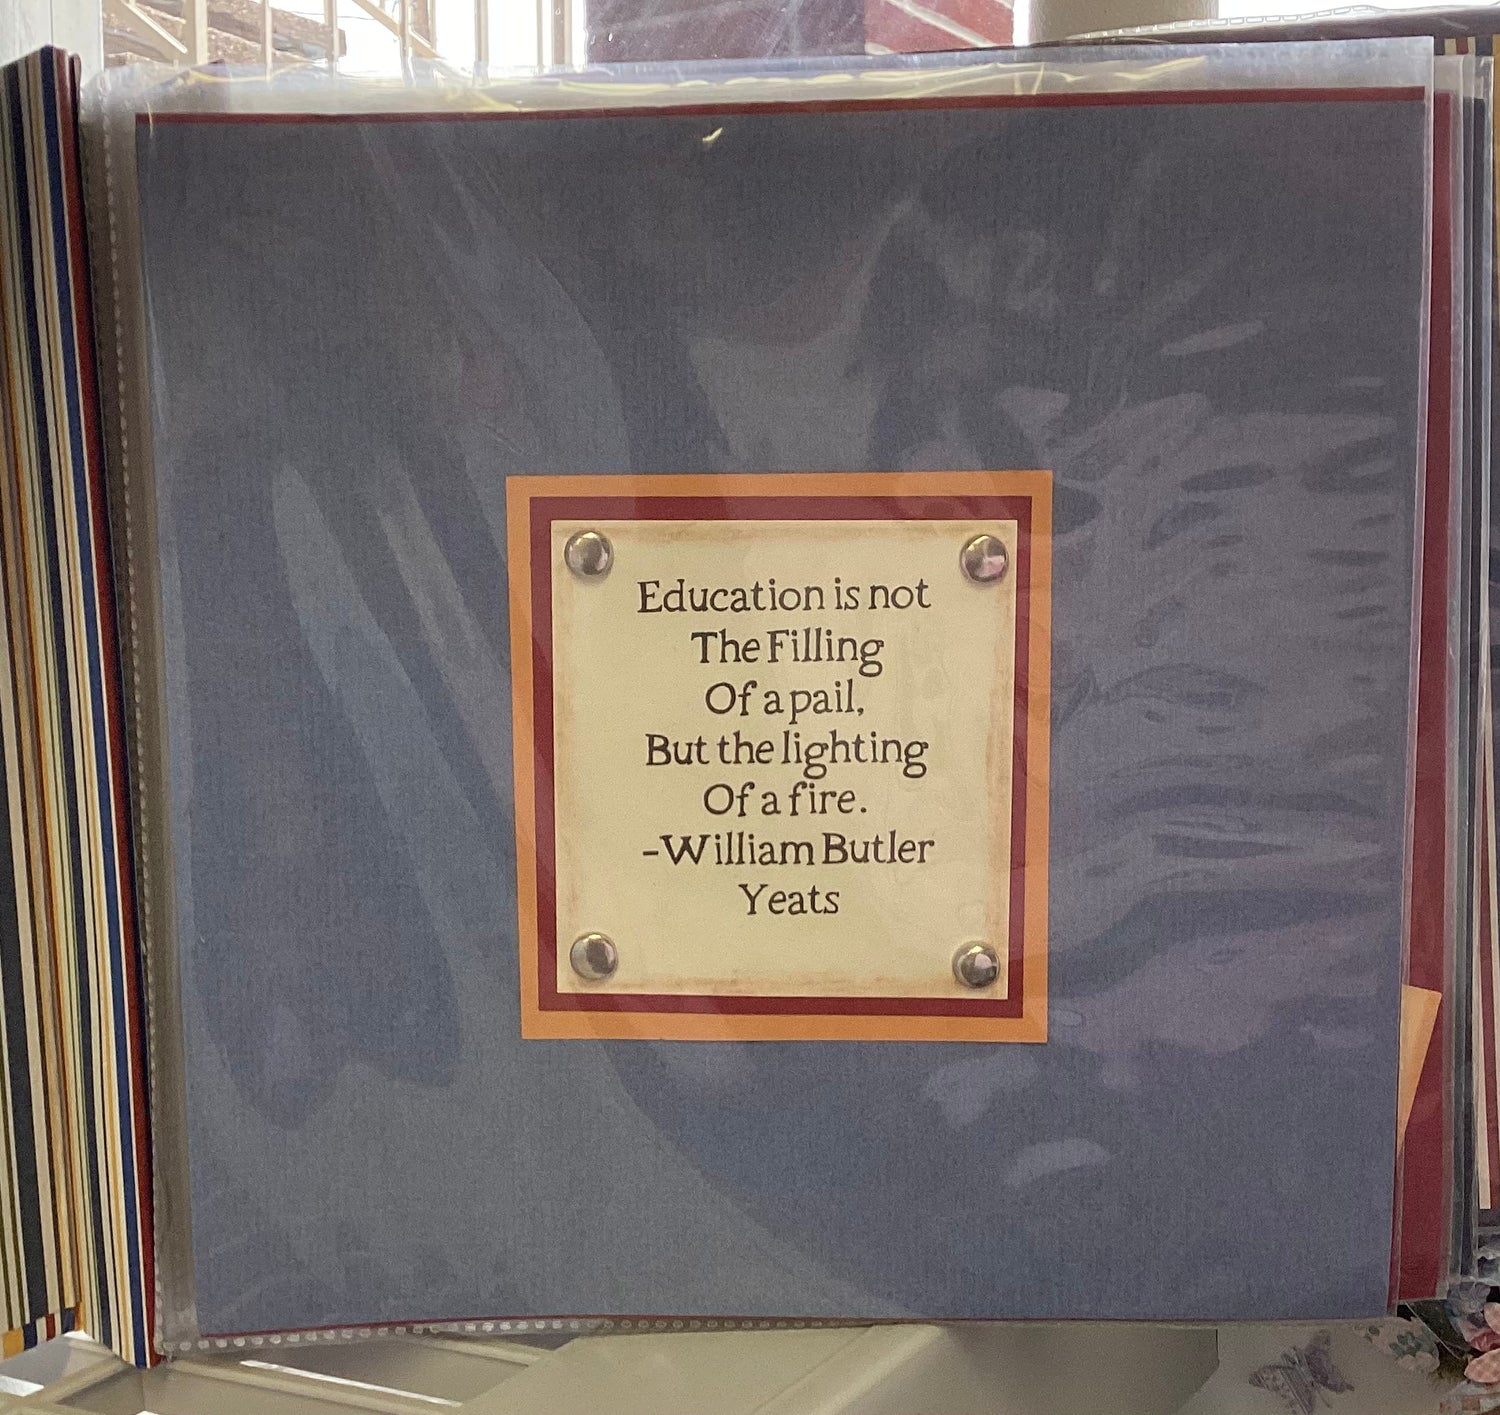 Education is not
The Filling
Of a pail,
But the lighting
Of a fire.
-William Butler
Yeats